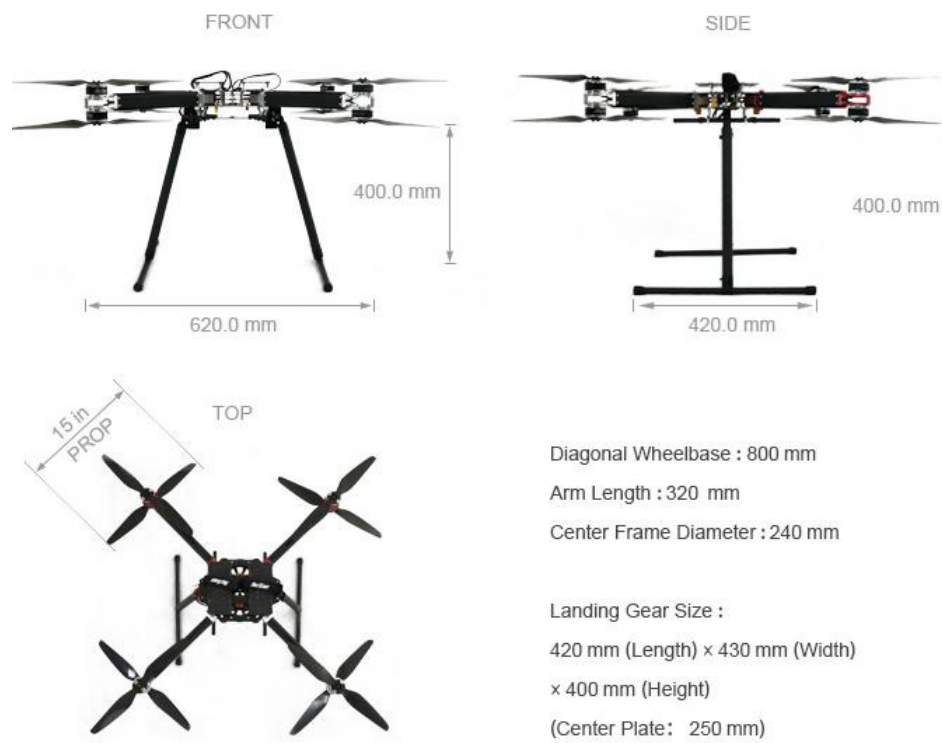 FRONT
SIDE
400.0 mm
400.0 mm
620.0 mm
420.0 mm
15 in
PROP
TOP
Diagonal Wheelbase : 800 mm
Arm Length : 320 mm
Center Frame Diameter : 240 mm
Landing Gear Size :
420 mm (Length) × 430 mm (Width)
× 400 mm (Height)
(Center Plate: 250 mm)